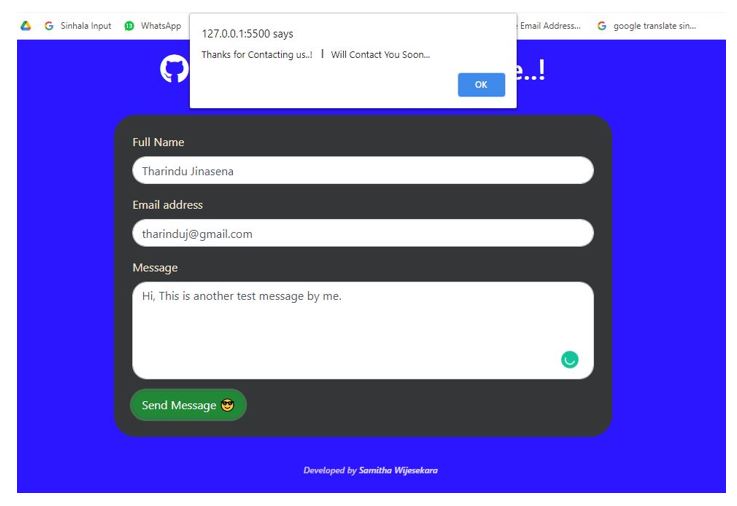 Sinhala Input WhatsApp Email Address... google translate sin...
127.0.0.1:5500 says
Thanks for Contacting us..! I Will Contact You Soon...
OK
e..!
Full Name
Tharindu Jinasena
Email address
tharinduj@gmail.com
Message
Hi, This is another test message by me.
Send Message 😎
Developed by Samitha Wijesekara